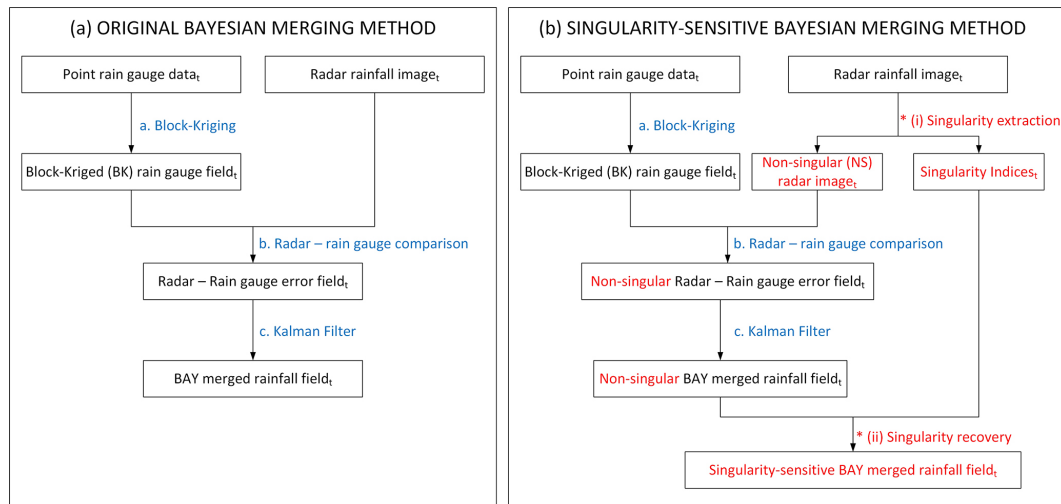 (a) ORIGINAL BAYESIAN MERGING METHOD
Point rain gauge dataₜ
Radar rainfall imageₜ
a. Block-Kriging
Block-Kriged (BK) rain gauge fieldₜ
b. Radar – rain gauge comparison
Radar – Rain gauge error fieldₜ
c. Kalman Filter
BAY merged rainfall fieldₜ
(b) SINGULARITY-SENSITIVE BAYESIAN MERGING METHOD
Point rain gauge dataₜ
Radar rainfall imageₜ
a. Block-Kriging
* (i) Singularity extraction
Block-Kriged (BK) rain gauge fieldₜ
Non-singular (NS)
radar imageₜ
Singularity Indicesₜ
b. Radar – rain gauge comparison
Non-singular Radar – Rain gauge error fieldₜ
c. Kalman Filter
Non-singular BAY merged rainfall fieldₜ
* (ii) Singularity recovery
Singularity-sensitive BAY merged rainfall fieldₜ